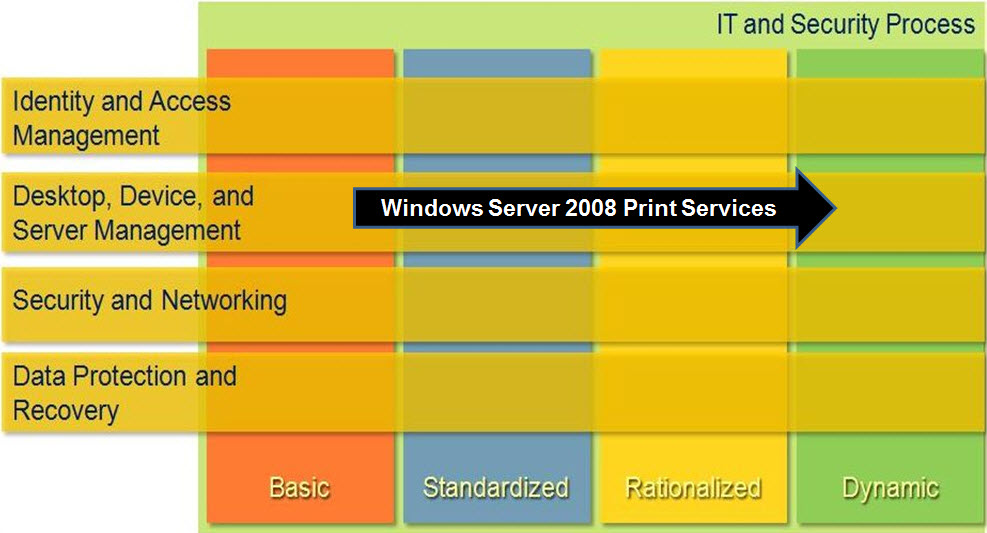 IT and Security Process
Identity and Access
Management
Desktop, Device, and
Server Management
Windows Server 2008 Print Services
Security and Networking
Data Protection and
Recovery
Basic
Standardized
Rationalized
Dynamic